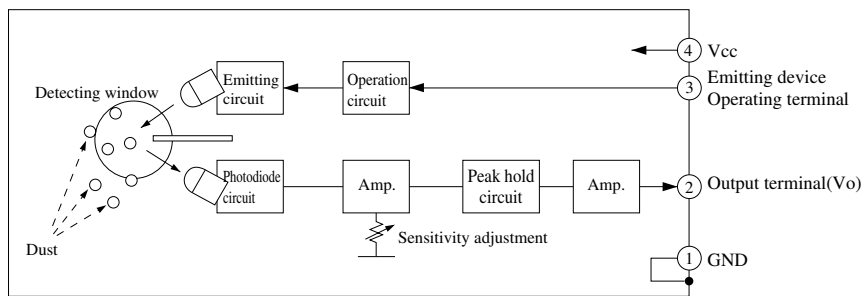 4
Vcc
Emitting
circuit
Operation
circuit
3
Emitting device
Operating terminal
Detecting window
Photodiode
circuit
Amp.
Peak hold
circuit
Amp.
2
Output terminal(Vo)
Sensitivity adjustment
Dust
1
GND